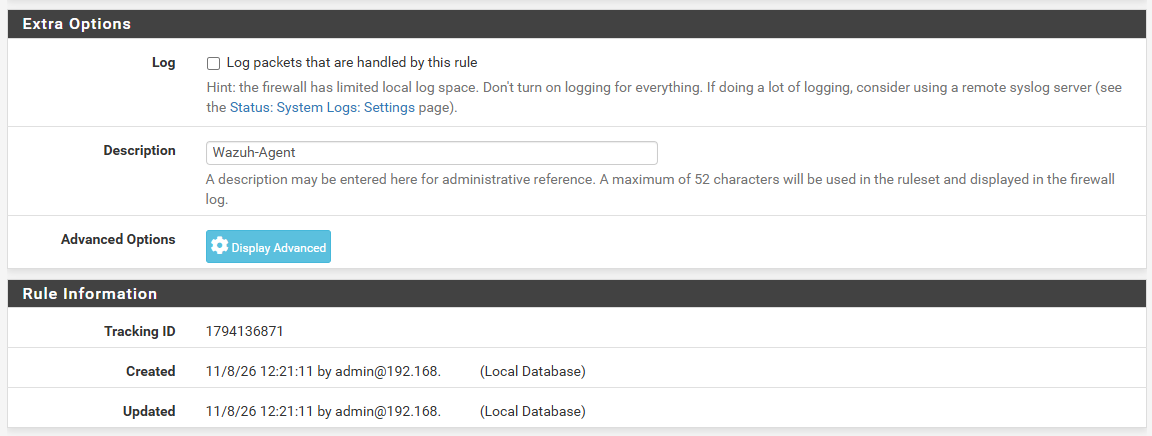 Extra Options
Log
Log packets that are handled by this rule
Hint: the firewall has limited local log space. Don't turn on logging for everything. If doing a lot of logging, consider using a remote syslog server (see
the Status: System Logs: Settings page).
Description
Wazuh-Agent
A description may be entered here for administrative reference. A maximum of 52 characters will be used in the ruleset and displayed in the firewall
log.
Advanced Options
Display Advanced
Rule Information
Tracking ID
1794136871
Created
11/8/26 12:21:11 by admin@192.168. (Local Database)
Updated
11/8/26 12:21:11 by admin@192.168. (Local Database)